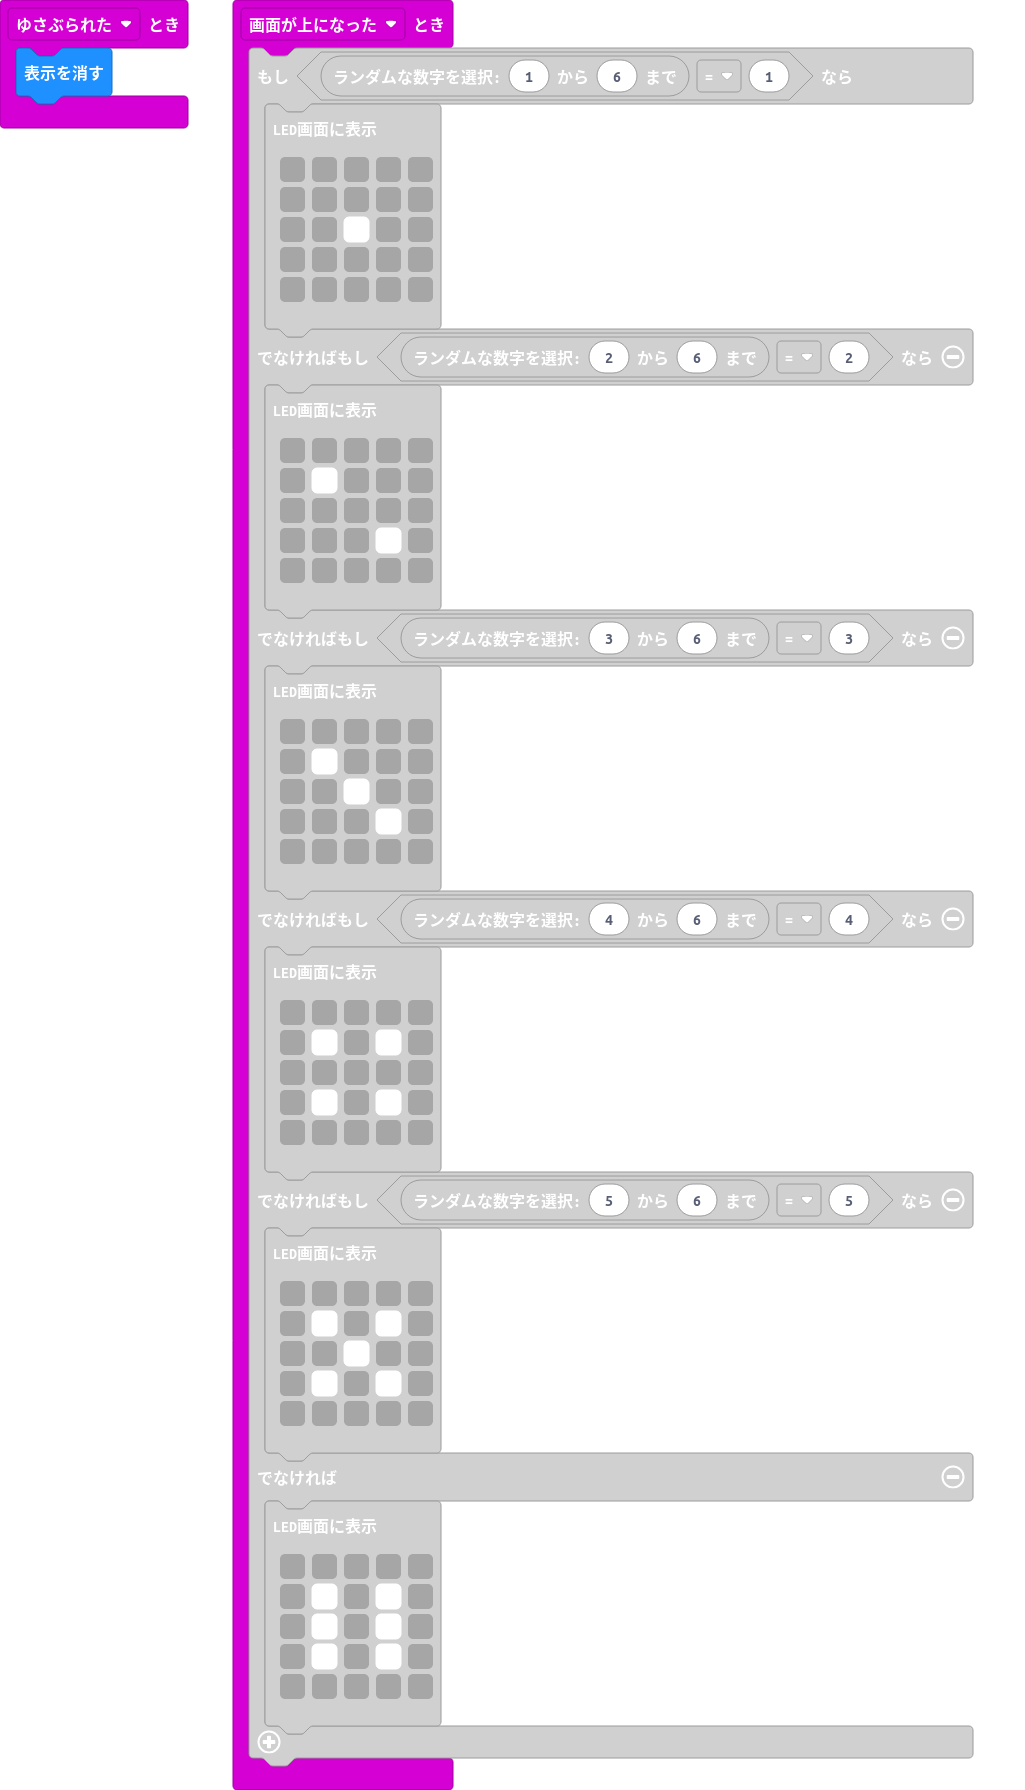 ゆさぶられた とき
表示を消す
画面が上になった とき
もし ランダムな数字を選択: 1 から 6 まで = 1 なら
LED画面に表示
でなければもし ランダムな数字を選択: 2 から 6 まで = 2 なら
LED画面に表示
でなければもし ランダムな数字を選択: 3 から 6 まで = 3 なら
LED画面に表示
でなければもし ランダムな数字を選択: 4 から 6 まで = 4 なら
LED画面に表示
でなければもし ランダムな数字を選択: 5 から 6 まで = 5 なら
LED画面に表示
でなければ
LED画面に表示